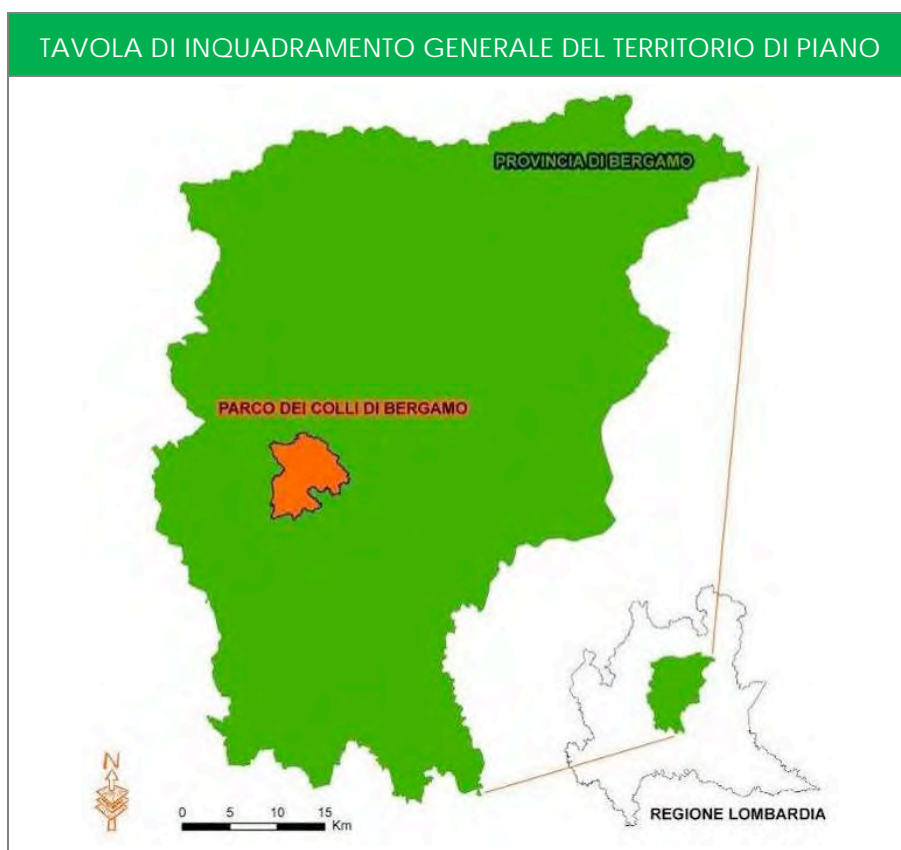 TAVOLA DI INQUADRAMENTO GENERALE DEL TERRITORIO DI PIANO
PROVINCIA DI BERGAMO
PARCO DEI COLLI DI BERGAMO
N
0 5 10 15
Km
REGIONE LOMBARDIA